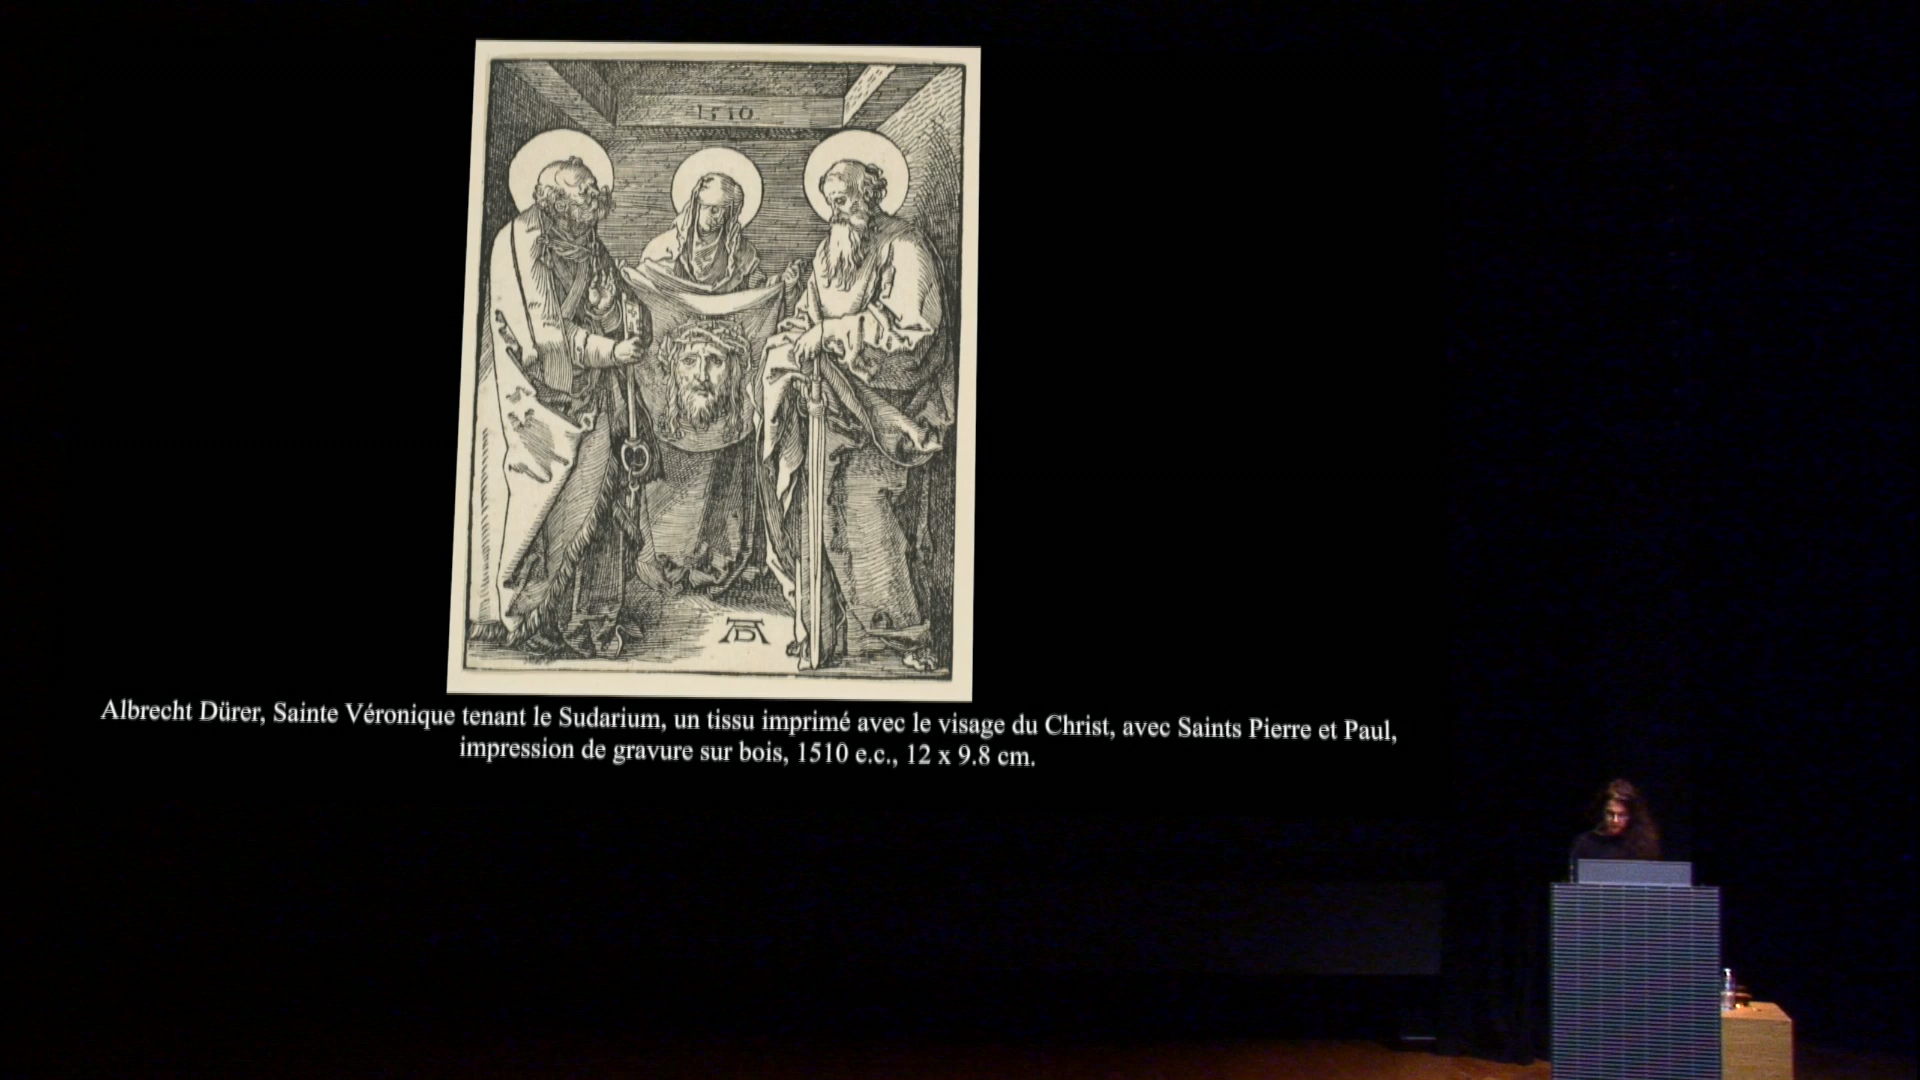 1510
AD
Albrecht Dürer, Sainte Véronique tenant le Sudarium, un tissu imprimé avec le visage du Christ, avec Saints Pierre et Paul,
impression de gravure sur bois, 1510 e.c., 12 x 9.8 cm.